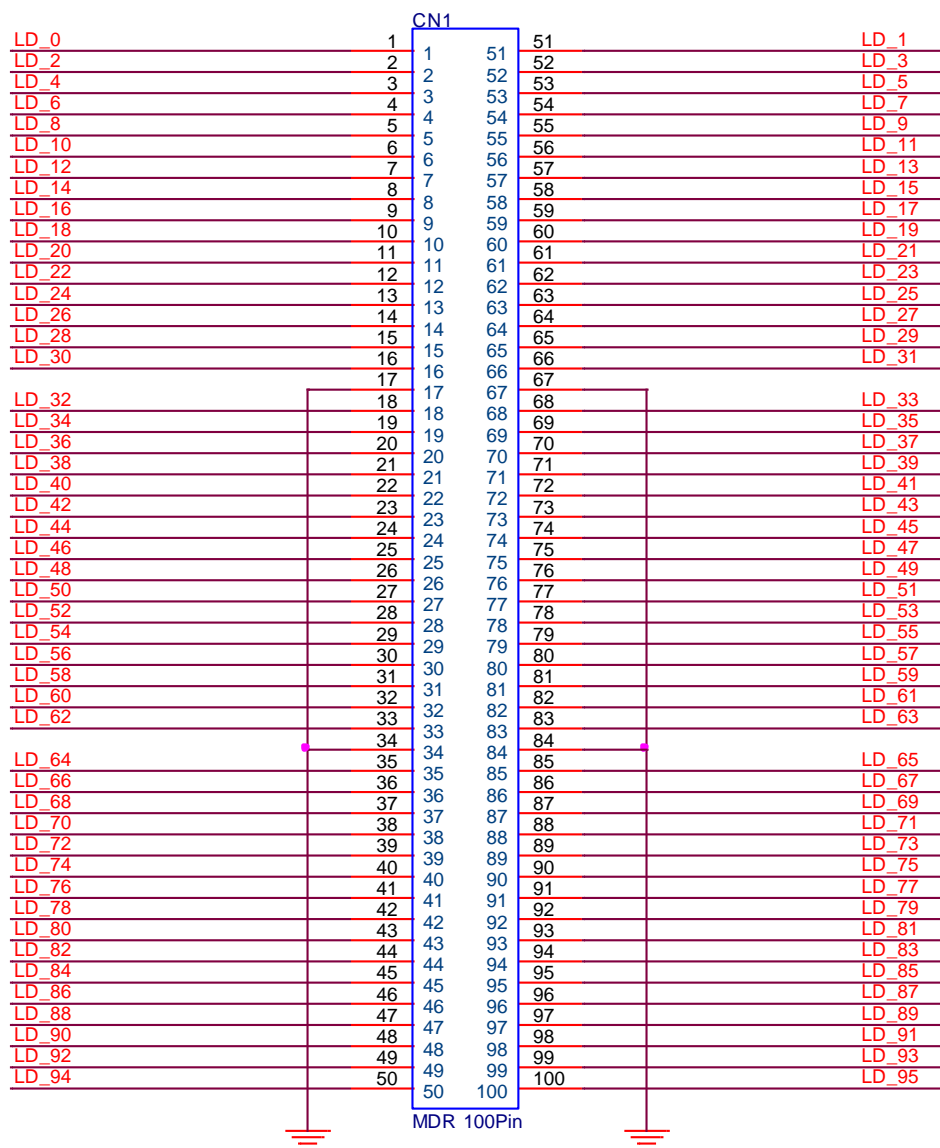 CN1
LD_0 1 1 51 51 LD_1
LD_2 2 2 52 52 LD_3
LD_4 3 3 53 53 LD_5
LD_6 4 4 54 54 LD_7
LD_8 5 5 55 55 LD_9
LD_10 6 6 56 56 LD_11
LD_12 7 7 57 57 LD_13
LD_14 8 8 58 58 LD_15
LD_16 9 9 59 59 LD_17
LD_18 10 10 60 60 LD_19
LD_20 11 11 61 61 LD_21
LD_22 12 12 62 62 LD_23
LD_24 13 13 63 63 LD_25
LD_26 14 14 64 64 LD_27
LD_28 15 15 65 65 LD_29
LD_30 16 16 66 66 LD_31
17 17 67 67
LD_32 18 18 68 68 LD_33
LD_34 19 19 69 69 LD_35
LD_36 20 20 70 70 LD_37
LD_38 21 21 71 71 LD_39
LD_40 22 22 72 72 LD_41
LD_42 23 23 73 73 LD_43
LD_44 24 24 74 74 LD_45
LD_46 25 25 75 75 LD_47
LD_48 26 26 76 76 LD_49
LD_50 27 27 77 77 LD_51
LD_52 28 28 78 78 LD_53
LD_54 29 29 79 79 LD_55
LD_56 30 30 80 80 LD_57
LD_58 31 31 81 81 LD_59
LD_60 32 32 82 82 LD_61
LD_62 33 33 83 83 LD_63
34 34 84 84
LD_64 35 35 85 85 LD_65
LD_66 36 36 86 86 LD_67
LD_68 37 37 87 87 LD_69
LD_70 38 38 88 88 LD_71
LD_72 39 39 89 89 LD_73
LD_74 40 40 90 90 LD_75
LD_76 41 41 91 91 LD_77
LD_78 42 42 92 92 LD_79
LD_80 43 43 93 93 LD_81
LD_82 44 44 94 94 LD_83
LD_84 45 45 95 95 LD_85
LD_86 46 46 96 96 LD_87
LD_88 47 47 97 97 LD_89
LD_90 48 48 98 98 LD_91
LD_92 49 49 99 99 LD_93
LD_94 50 50 100 100 LD_95
MDR 100Pin